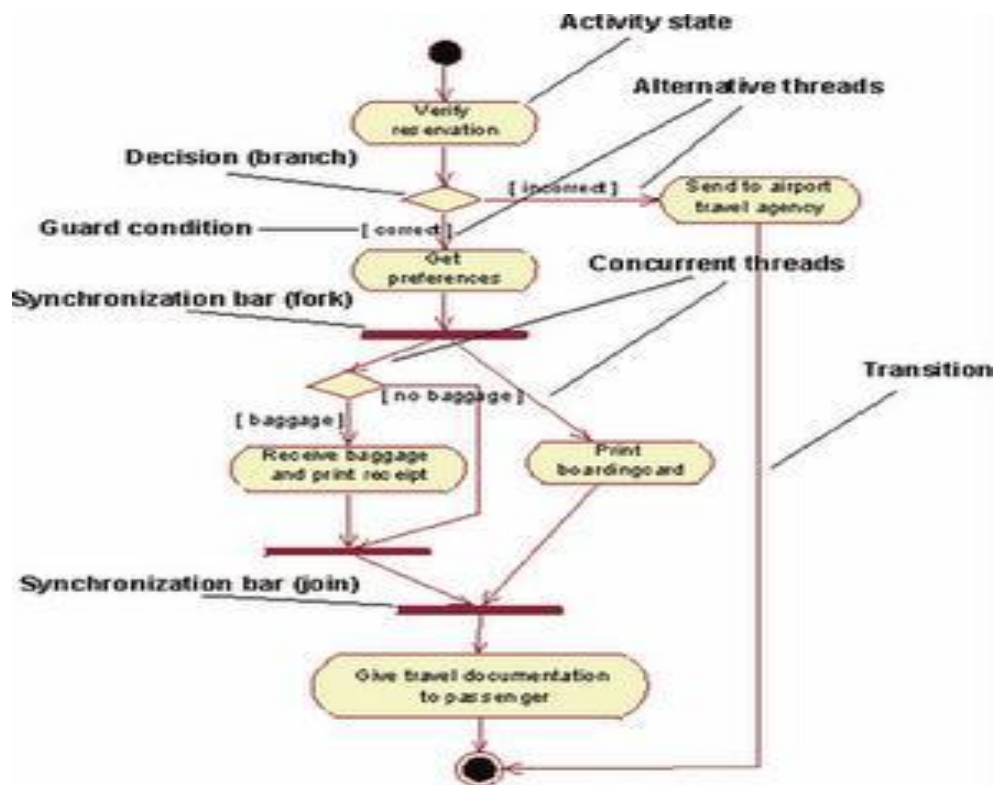 Activity state
Verify
reservation
Alternative threads
Decision (branch)
[ incorrect ]
Send to airport
travel agency
Guard condition
[ correct ]
Get
preferences
Concurrent threads
Synchronization bar (fork)
Transition
[ no baggage ]
[ baggage ]
Receive baggage
and print receipt
Print
boardingcard
Synchronization bar (join)
Give travel documentation
to passenger